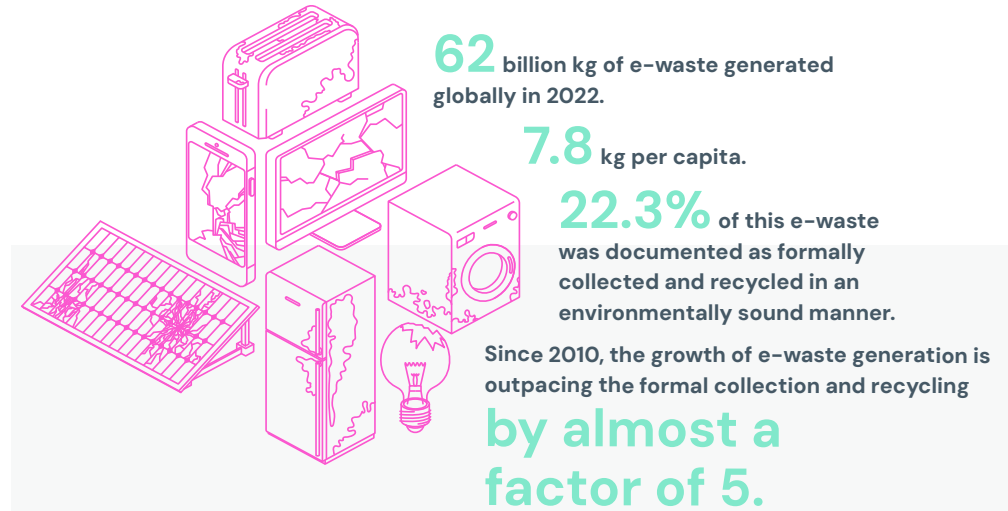 62 billion kg of e-waste generated
globally in 2022.
7.8 kg per capita.
22.3% of this e-waste
was documented as formally
collected and recycled in an
environmentally sound manner.
Since 2010, the growth of e-waste generation is
outpacing the formal collection and recycling
by almost a
factor of 5.